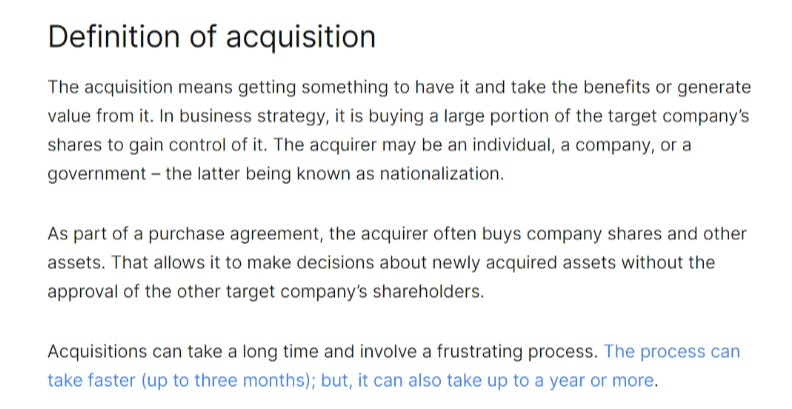 Definition of acquisition
The acquisition means getting something to have it and take the benefits or generate
value from it. In business strategy, it is buying a large portion of the target company’s
shares to gain control of it. The acquirer may be an individual, a company, or a
government – the latter being known as nationalization.
As part of a purchase agreement, the acquirer often buys company shares and other
assets. That allows it to make decisions about newly acquired assets without the
approval of the other target company’s shareholders.
Acquisitions can take a long time and involve a frustrating process. The process can
take faster (up to three months); but, it can also take up to a year or more.